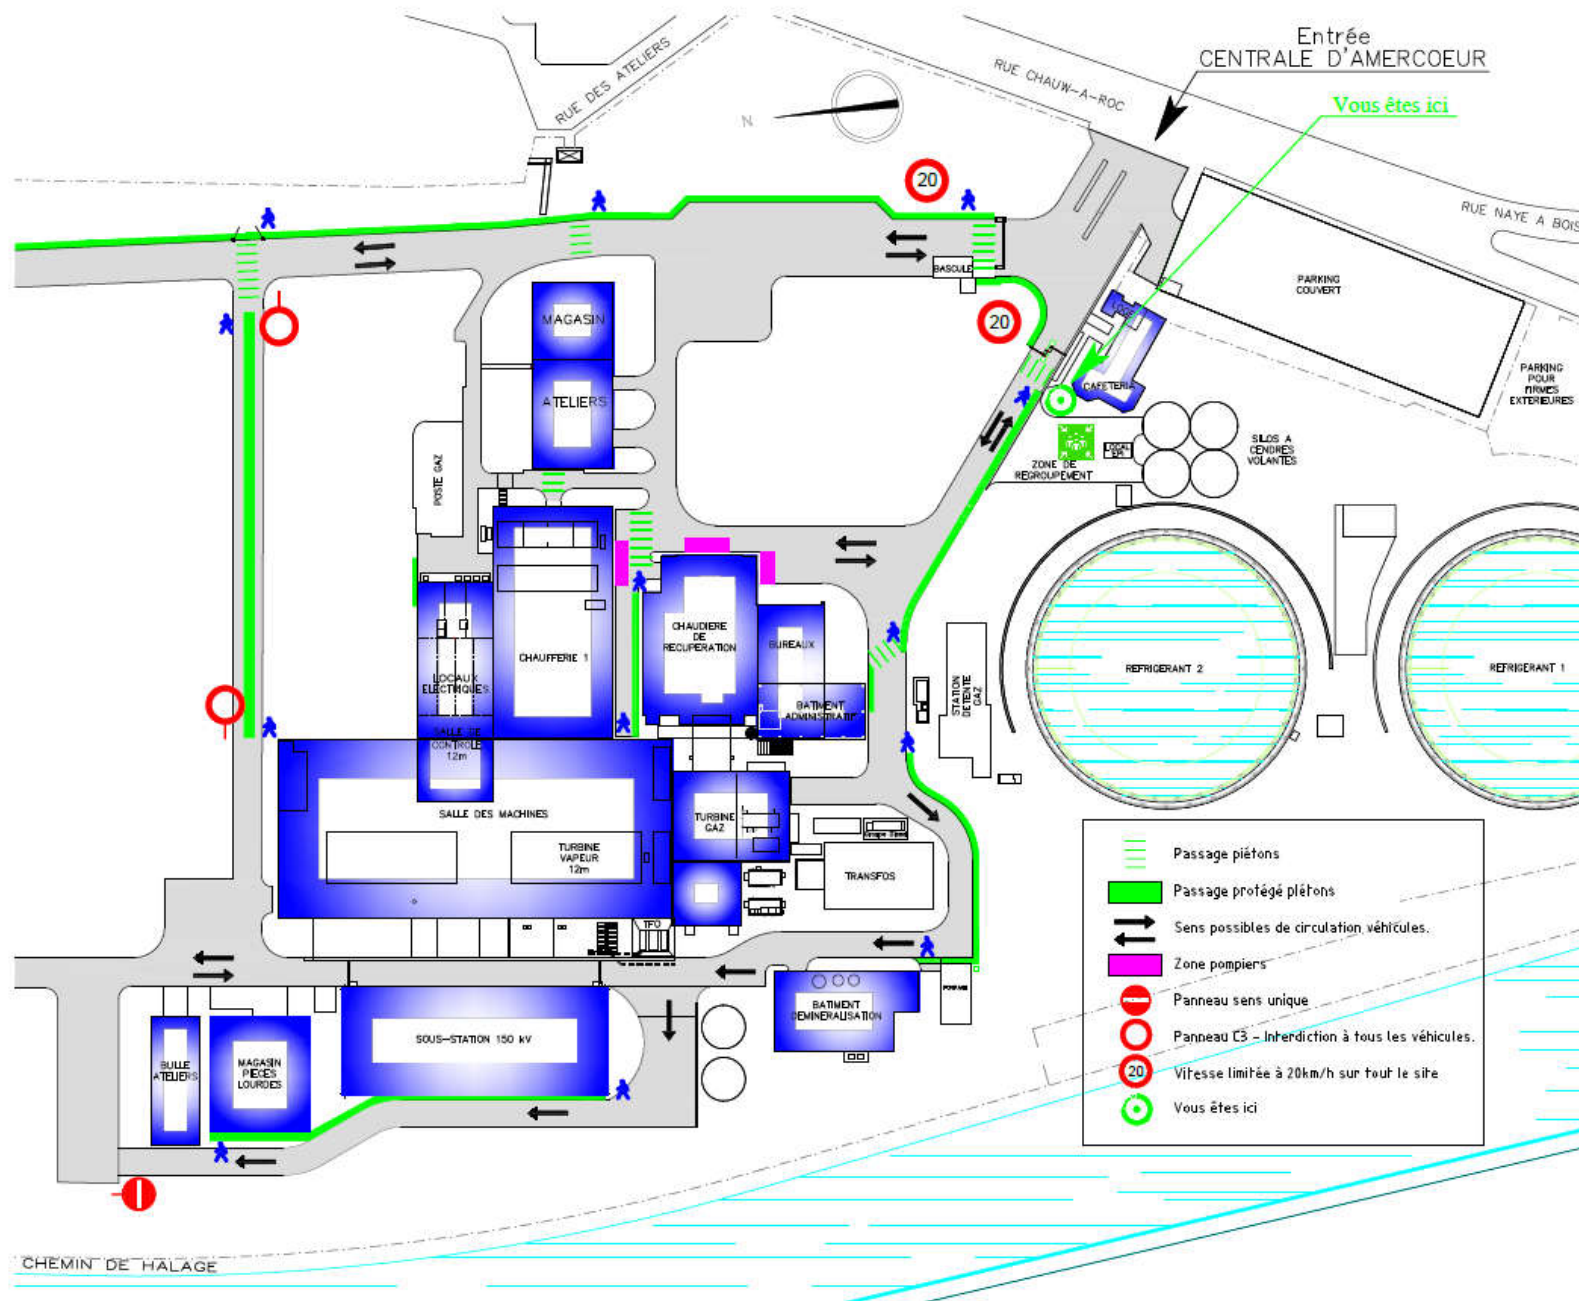 Entrée
CENTRALE D'AMERCOEUR
RUE CHAUW-A-ROC
Vous êtes ici
RUE DES ATELIERS
N
20
RUE NAYE A BOIS
BASCULE
PARKING
COUVERT
20
LOGE
MAGASIN
ATELIERS
CAFETERIA
PARKING
POUR
FIRMES
EXTERIEURES
POSTE GAZ
LOCAL
EPI
SILOS A
CENDRES
VOLANTES
ZONE DE
REGROUPEMENT
CHAUFFERIE 1
CHAUDIERE
DE
RECUPERATION
BUREAUX
LOCAUX
ELECTRIQUES
BATIMENT
ADMINISTRATIF
STATION
DETENTE
GAZ
REFRIGERANT 2
REFRIGERANT 1
SALLE DE
CONTROLE
12m
SALLE DES MACHINES
TURBINE
GAZ
TURBINE
VAPEUR
12m
TRANSFOS
TFO
BATIMENT
DEMINERALISATION
SOUS-STATION 150 kV
BULLE
ATELIERS
MAGASIN
PIECES
LOURDES
Passage piétons
Passage protégé piétons
Sens possibles de circulation véhicules.
Zone pompiers
Panneau sens unique
Panneau C3 - Interdiction à tous les véhicules.
20
Vitesse limitée à 20km/h sur tout le site
Vous êtes ici
CHEMIN DE HALAGE